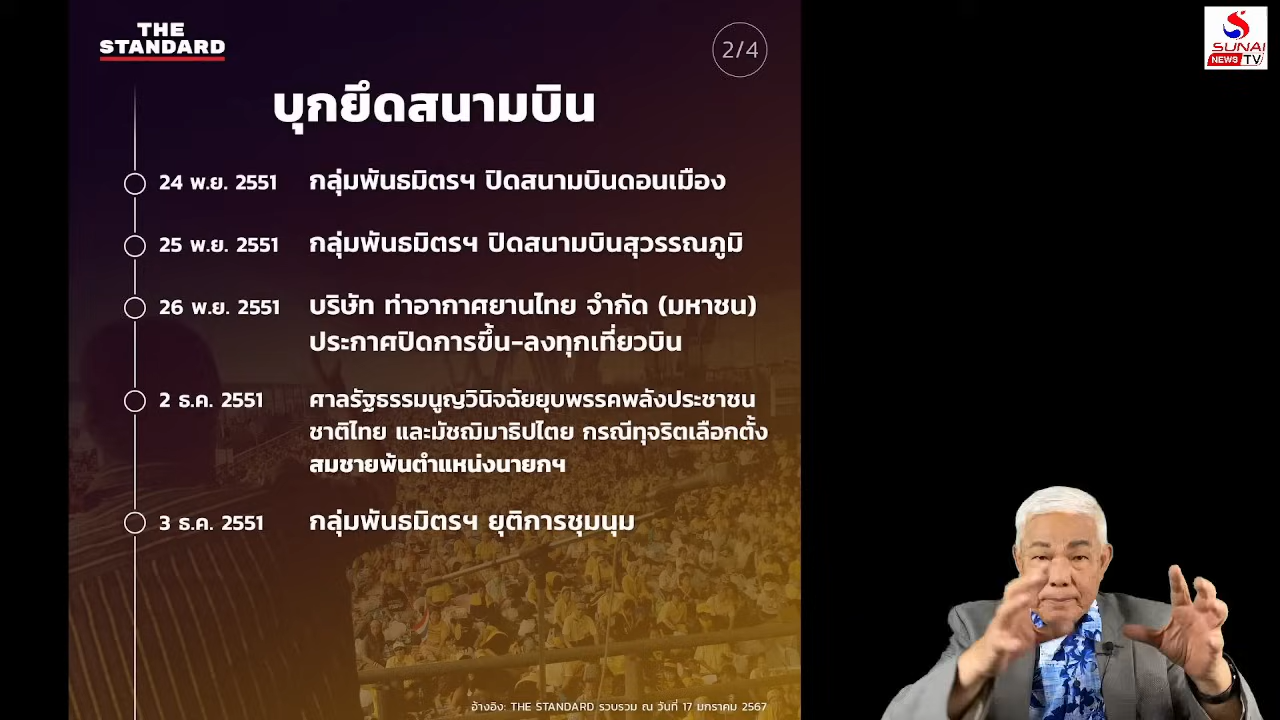 THE
STANDARD
2/4
SUNAI
NEWS TV
บุกยึดสนามบิน
24 พ.ย. 2551 กลุ่มพันธมิตรฯ ปิดสนามบินดอนเมือง
25 พ.ย. 2551 กลุ่มพันธมิตรฯ ปิดสนามบินสุวรรณภูมิ
26 พ.ย. 2551 บริษัท ท่าอากาศยานไทย จำกัด (มหาชน)
ประกาศปิดการขึ้น-ลงทุกเที่ยวบิน
2 ธ.ค. 2551 ศาลรัฐธรรมนูญวินิจฉัยยุบพรรคพลังประชาชน
ชาติไทย และมัชฌิมาธิปไตย กรณีทุจริตเลือกตั้ง
สมชายพ้นตำแหน่งนายกฯ
3 ธ.ค. 2551 กลุ่มพันธมิตรฯ ยุติการชุมนุม
อ้างอิง: THE STANDARD รวบรวม ณ วันที่ 17 มกราคม 2567